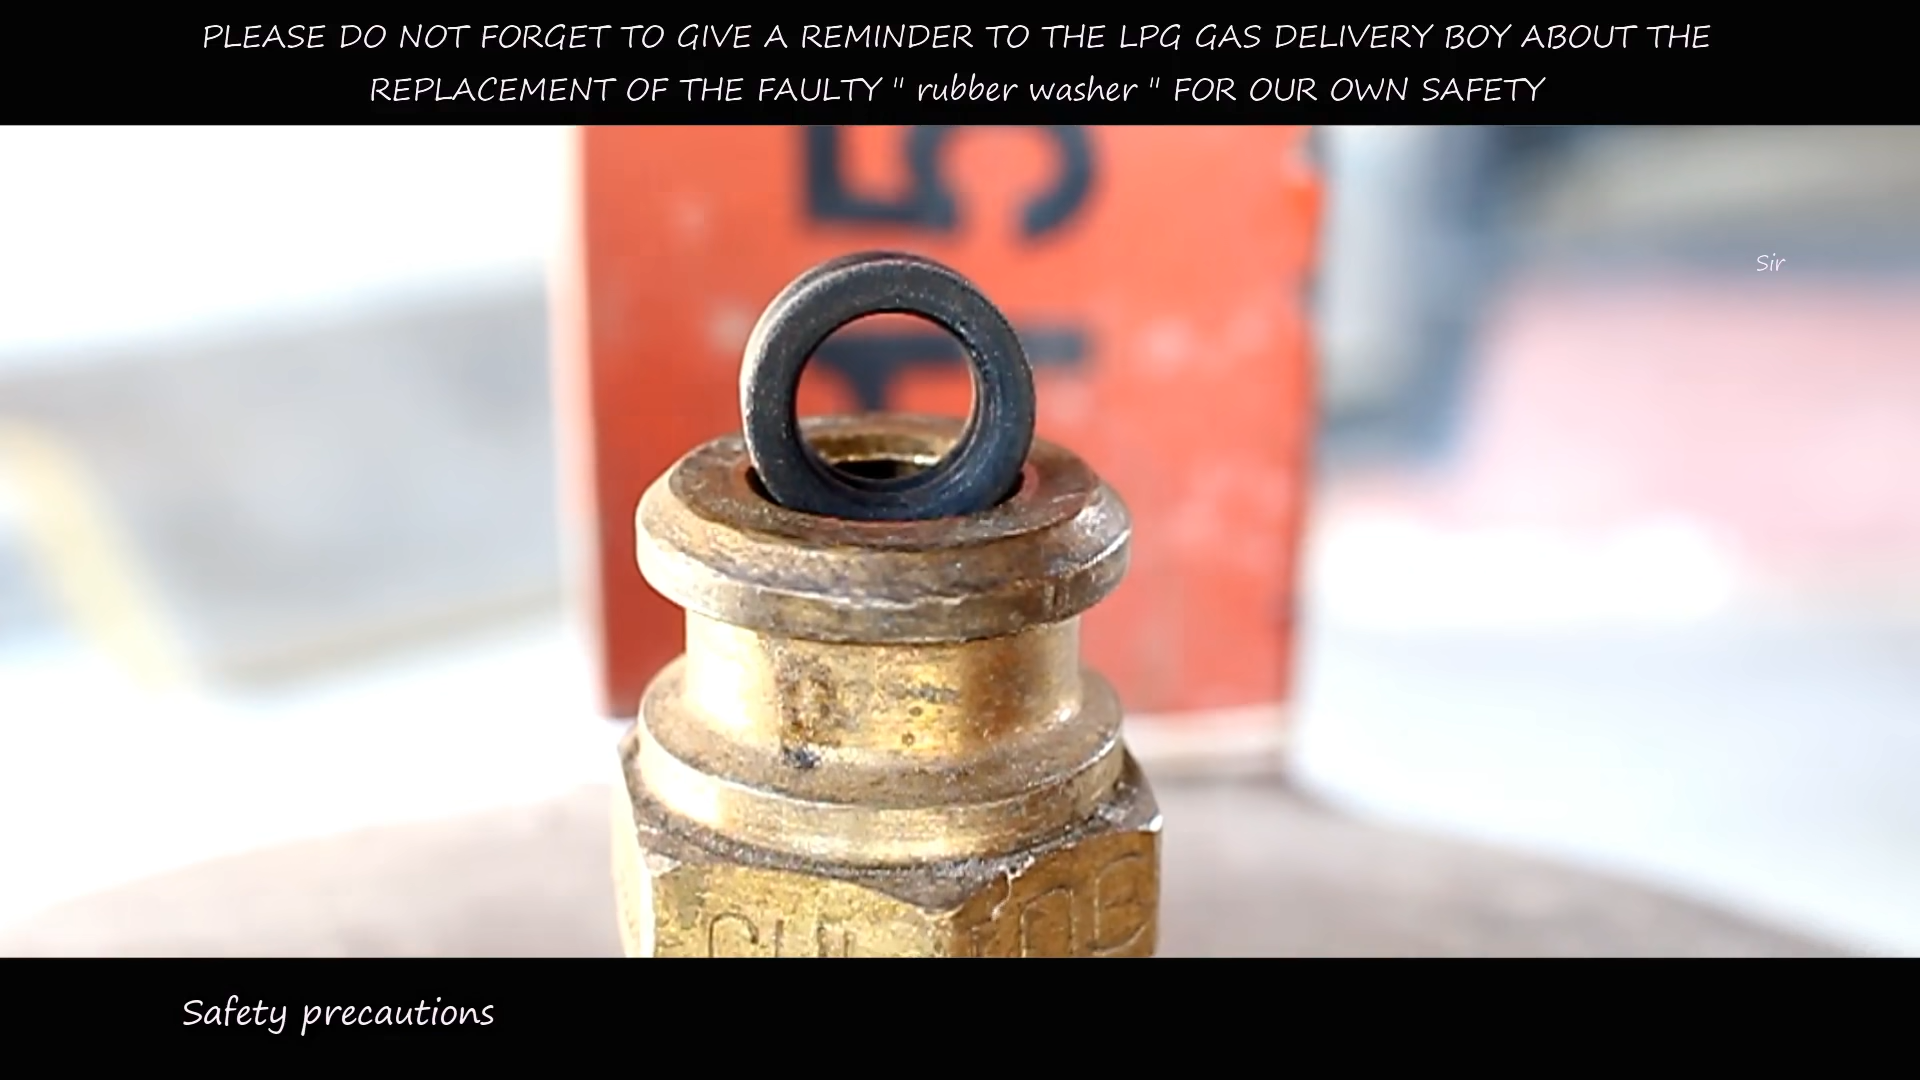 PLEASE DO NOT FORGET TO GIVE A REMINDER TO THE LPG GAS DELIVERY BOY ABOUT THE
REPLACEMENT OF THE FAULTY " rubber washer " FOR OUR OWN SAFETY
15
Sir
Safety precautions